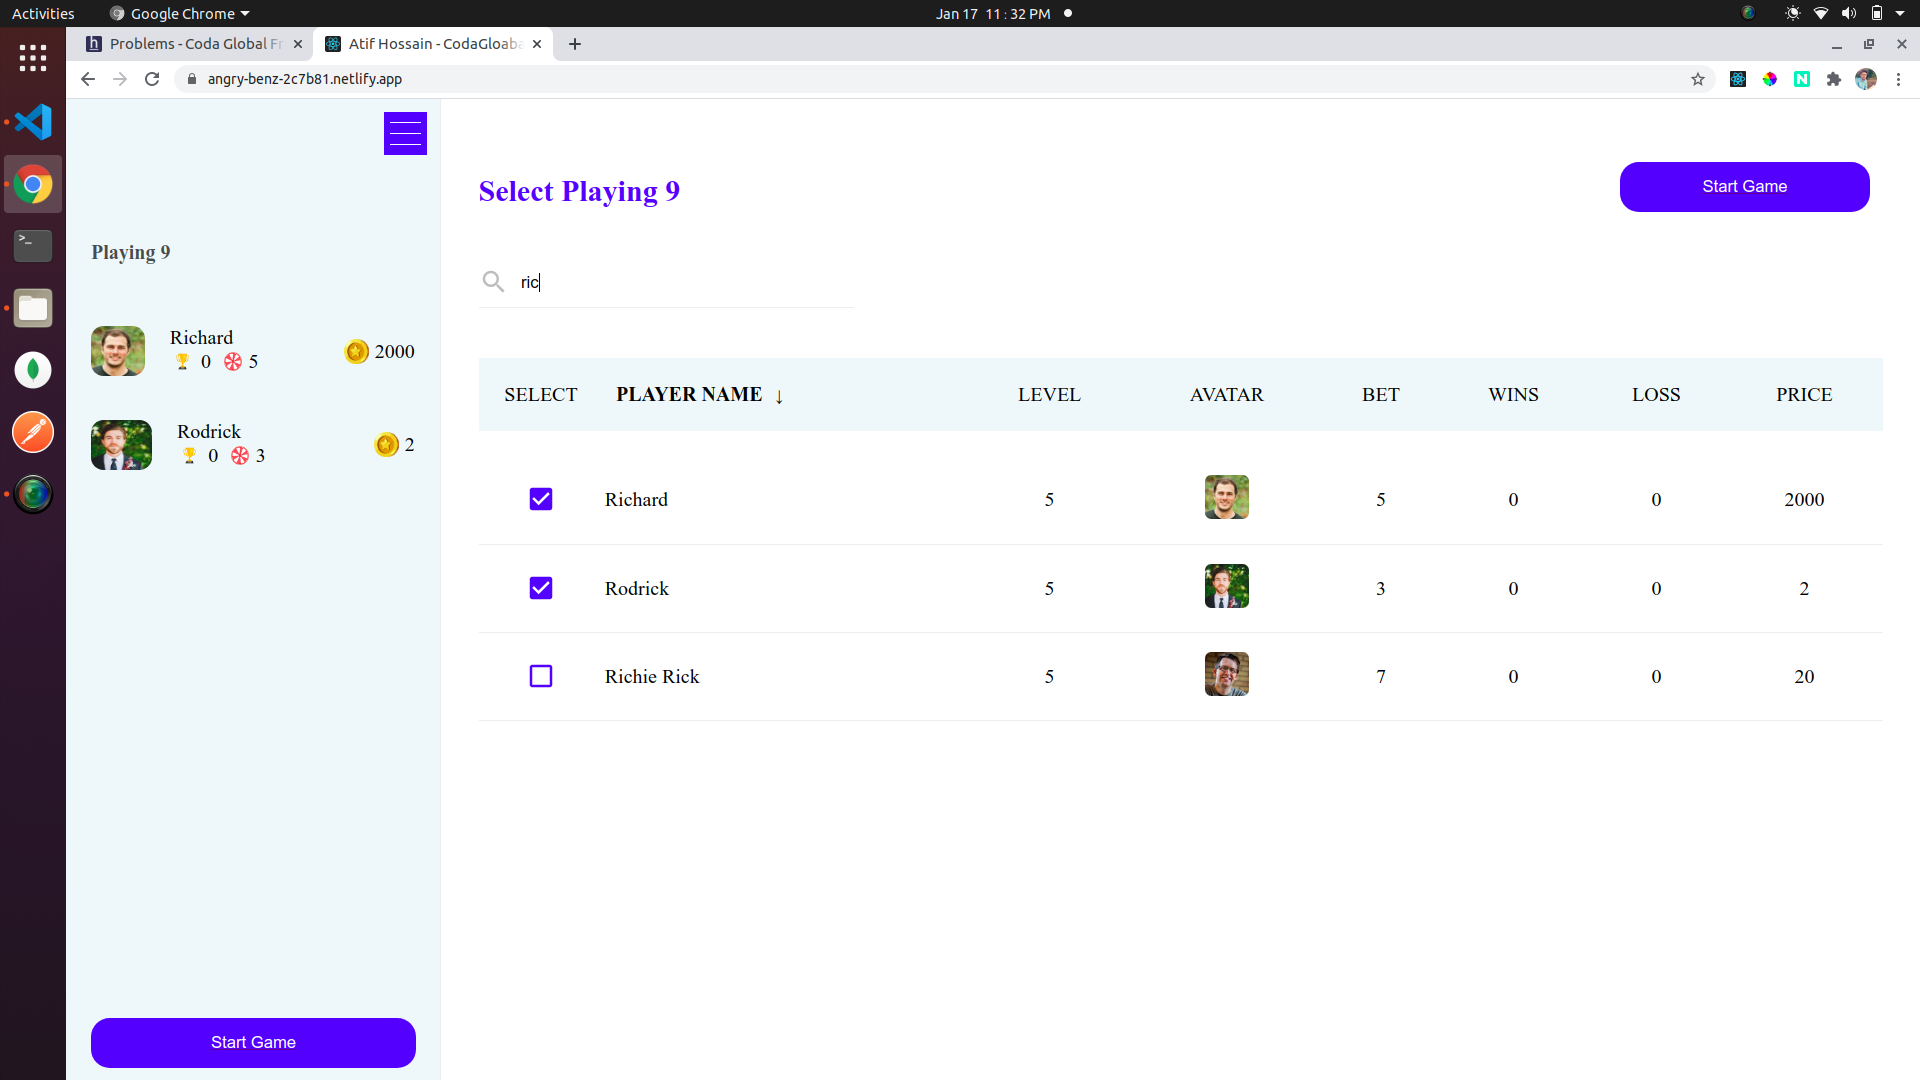 Activities Google Chrome Jan 17 11:32 PM
Problems - Coda Global Fr Atif Hossain - CodaGloaba
angry-benz-2c7b81.netlify.app
Select Playing 9
Start Game
Playing 9
ric
Richard
0 5
2000
Rodrick
0 3
2
SELECT PLAYER NAME ↓ LEVEL AVATAR BET WINS LOSS PRICE
Richard 5 5 0 0 2000
Rodrick 5 3 0 0 2
Richie Rick 5 7 0 0 20
Start Game